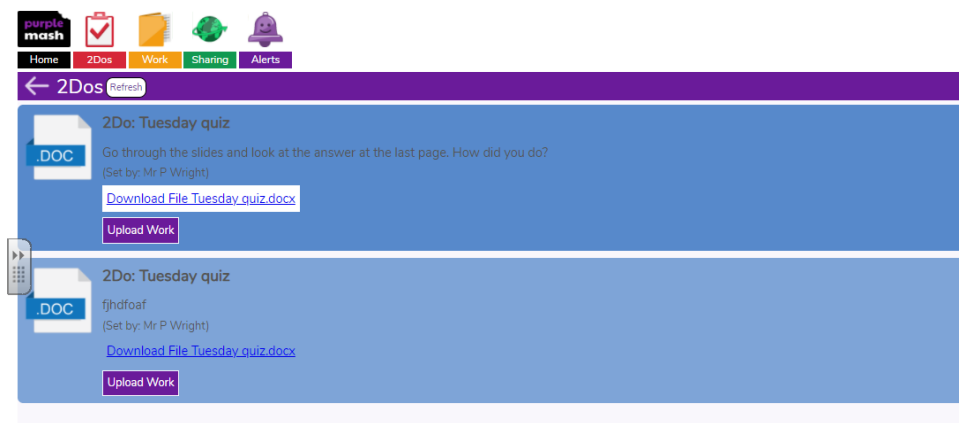 purple
mash
Home 2Dos Work Sharing Alerts
2Dos Refresh
2Do: Tuesday quiz
Go through the slides and look at the answer at the last page. How did you do?
.DOC
(Set by: Mr P Wright)
Download File Tuesday quiz.docx
Upload Work
2Do: Tuesday quiz
fjhdfoaf
.DOC
(Set by: Mr P Wright)
Download File Tuesday quiz.docx
Upload Work